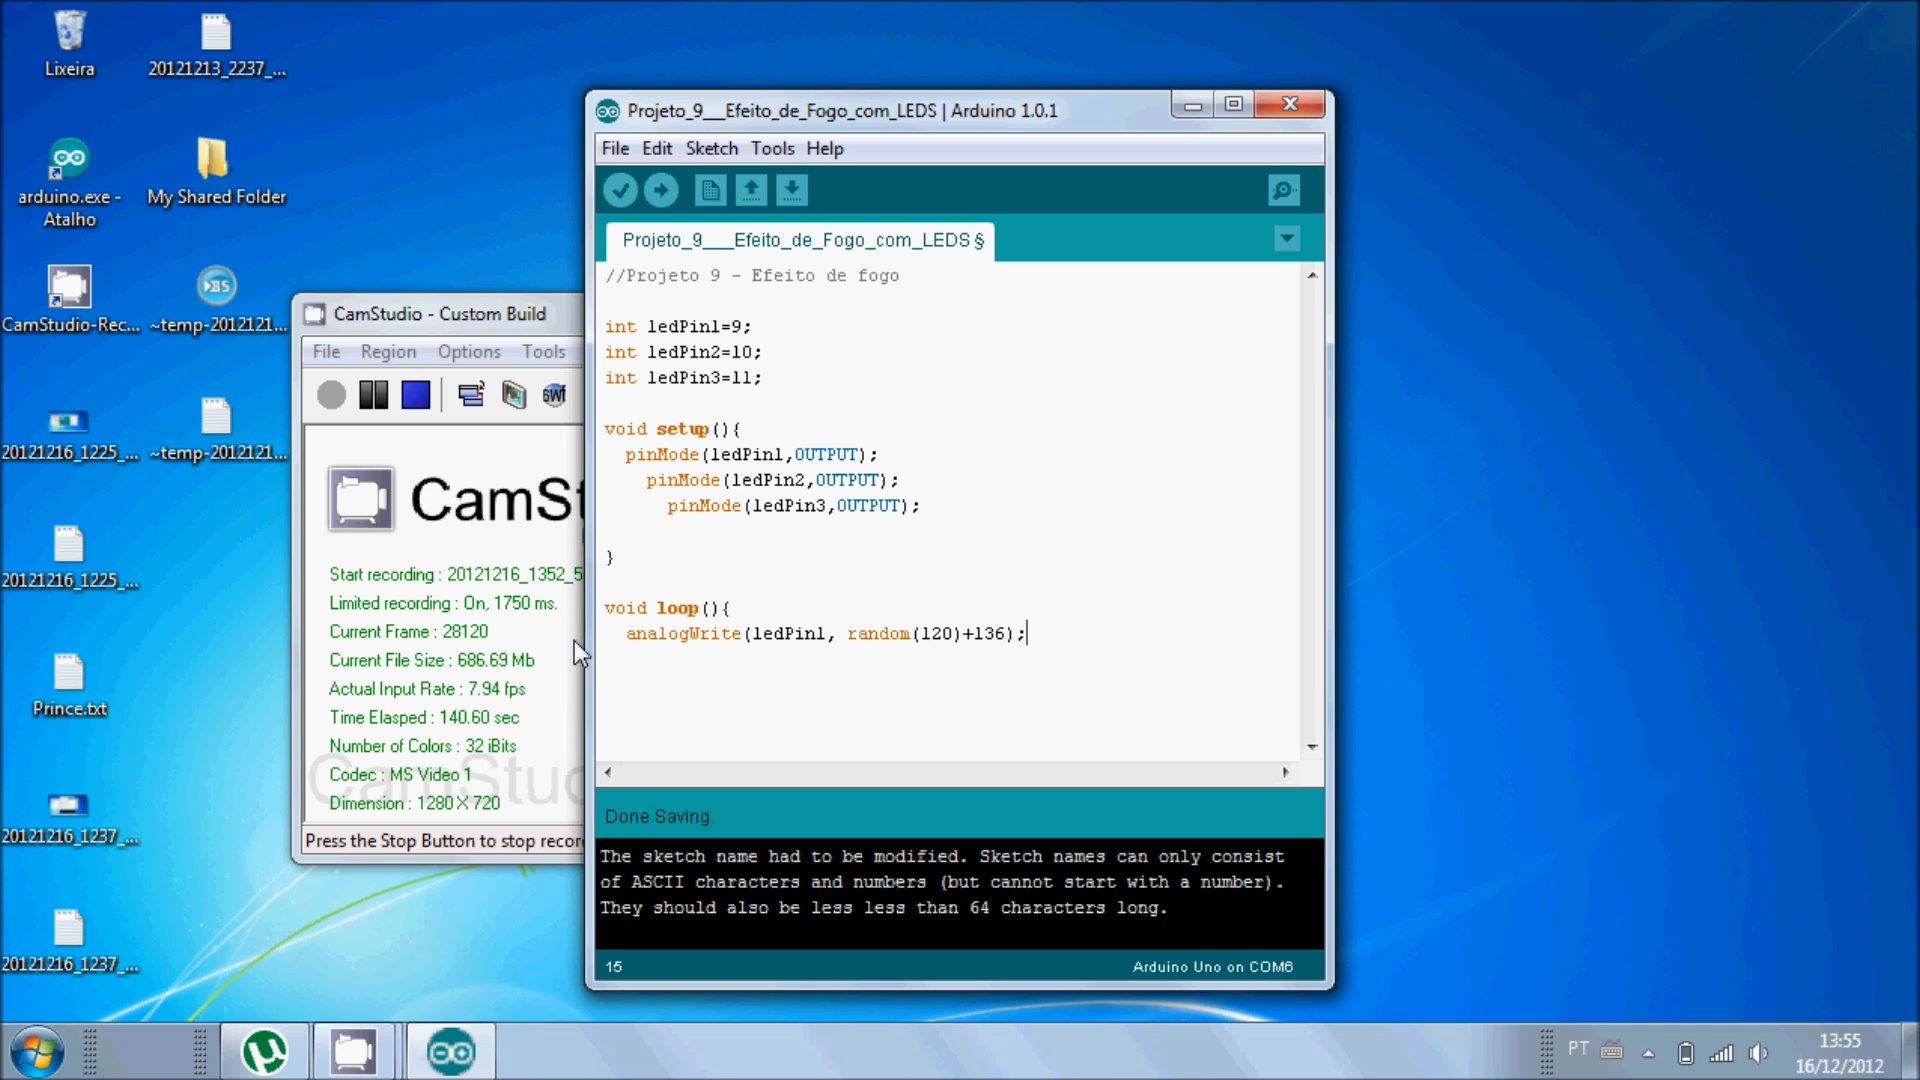 Lixeira
20121213_2237_...
arduino.exe -
Atalho
My Shared Folder
CamStudio-Rec...
~temp-2012121...
20121216_1225_...
~temp-2012121...
20121216_1225_...
Prince.txt
20121216_1237_...
20121216_1237_...
CamStudio - Custom Build
File Region Options Tools
CamSt
Start recording : 20121216_1352_5
Limited recording : On, 1750 ms.
Current Frame : 28120
Current File Size : 686.69 Mb
Actual Input Rate : 7.94 fps
Time Elasped : 140.60 sec
Number of Colors : 32 iBits
Codec : MS Video 1
Dimension : 1280 X 720
Press the Stop Button to stop recor
Projeto_9___Efeito_de_Fogo_com_LEDS | Arduino 1.0.1
File Edit Sketch Tools Help
Projeto_9___Efeito_de_Fogo_com_LEDS §
//Projeto 9 - Efeito de fogo
int ledPin1=9;
int ledPin2=10;
int ledPin3=11;
void setup(){
pinMode(ledPin1,OUTPUT);
pinMode(ledPin2,OUTPUT);
pinMode(ledPin3,OUTPUT);
}
void loop(){
analogWrite(ledPin1, random(120)+136);
Done Saving.
The sketch name had to be modified. Sketch names can only consist
of ASCII characters and numbers (but cannot start with a number).
They should also be less less than 64 characters long.
15
Arduino Uno on COM6
PT
13:55
16/12/2012